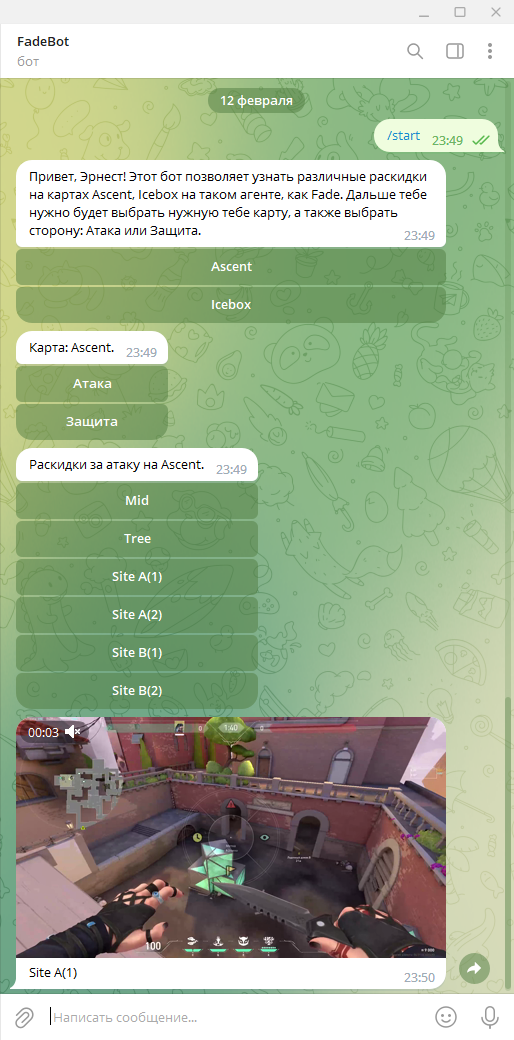 FadeBot
бот
12 февраля
/start 23:49
Привет, Эрнест! Этот бот позволяет узнать различные раскидки
на картах Ascent, Icebox на таком агенте, как Fade. Дальше тебе
нужно будет выбрать нужную тебе карту, а также выбрать
сторону: Атака или Защита.
23:49
Ascent
Icebox
Карта: Ascent. 23:49
Атака
Защита
Раскидки за атаку на Ascent. 23:49
Mid
Tree
Site A(1)
Site A(2)
Site B(1)
Site B(2)
00:03
0 1:40
100
Site A(1)
23:50
Написать сообщение...